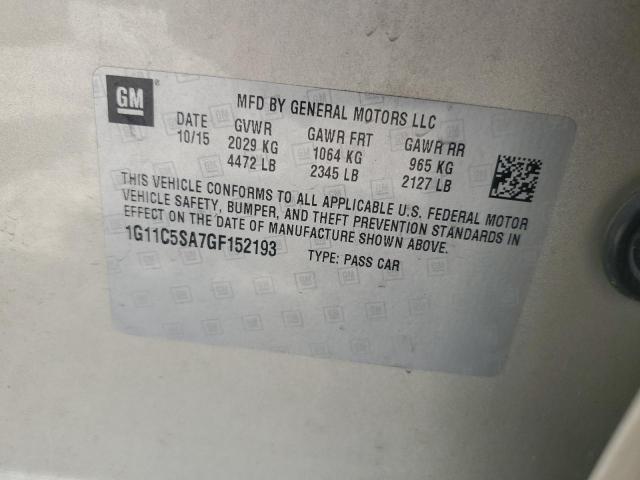 GM
MFD BY GENERAL MOTORS LLC
DATE GVWR GAWR FRT GAWR RR
10/15 2029 KG 1064 KG 965 KG
4472 LB 2345 LB 2127 LB
THIS VEHICLE CONFORMS TO ALL APPLICABLE U.S. FEDERAL MOTOR
VEHICLE SAFETY, BUMPER, AND THEFT PREVENTION STANDARDS IN
EFFECT ON THE DATE OF MANUFACTURE SHOWN ABOVE.
1G11C5SA7GF152193 TYPE: PASS CAR